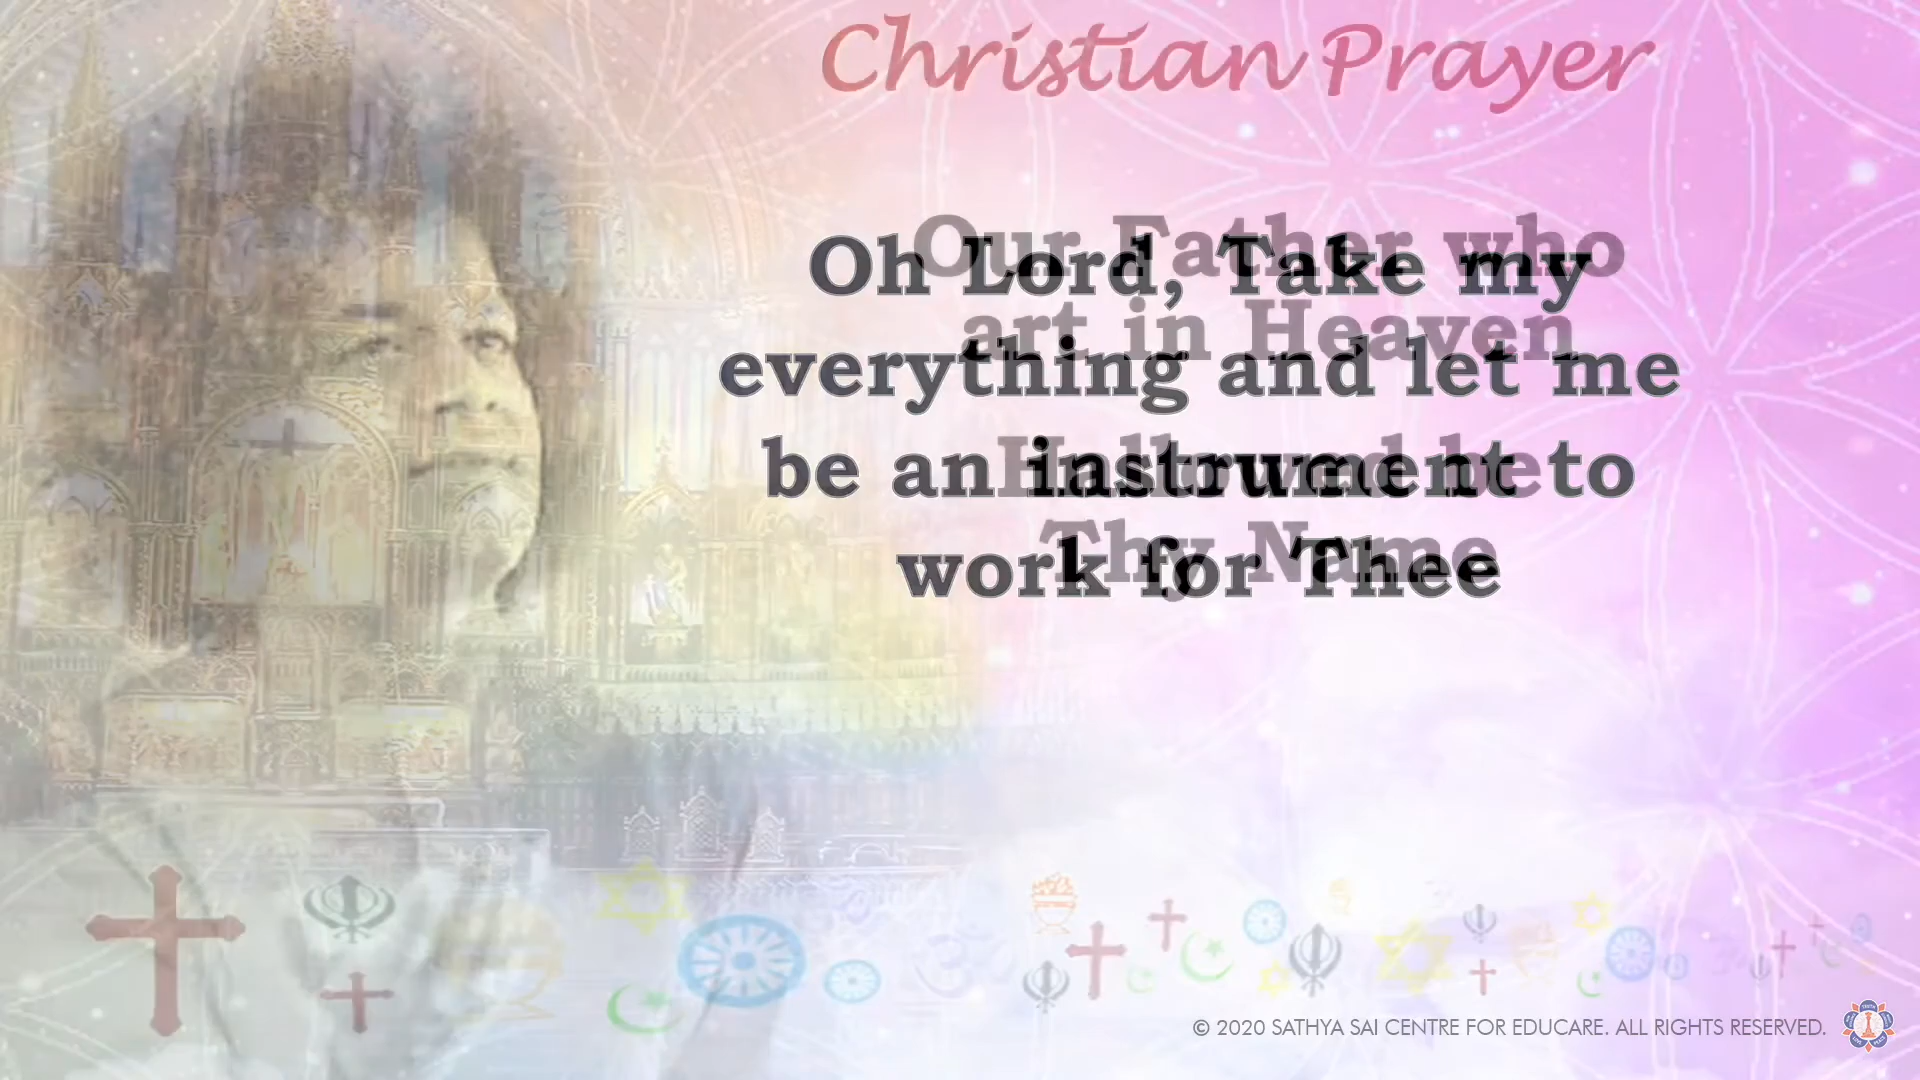 Christian Prayer
Our Father who
art in Heaven
Hallowed be
Thy Name
Oh Lord, Take my
everything and let me
be an instrument to
work for Thee
© 2020 SATHYA SAI CENTRE FOR EDUCARE. ALL RIGHTS RESERVED.